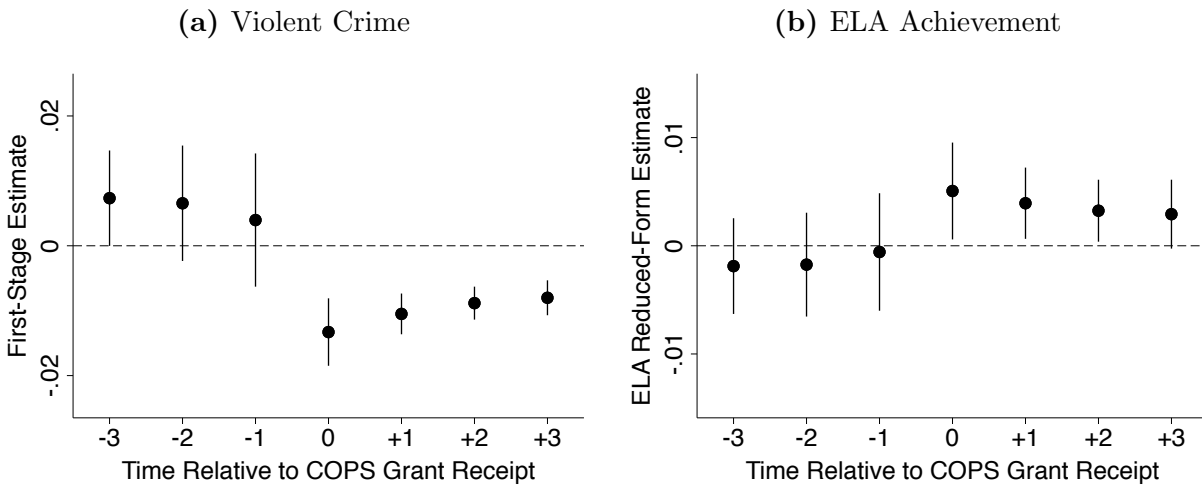 (a) Violent Crime
First-Stage Estimate
.02
0
-.02
-3 -2 -1 0 +1 +2 +3
Time Relative to COPS Grant Receipt
(b) ELA Achievement
ELA Reduced-Form Estimate
.01
0
-.01
-3 -2 -1 0 +1 +2 +3
Time Relative to COPS Grant Receipt